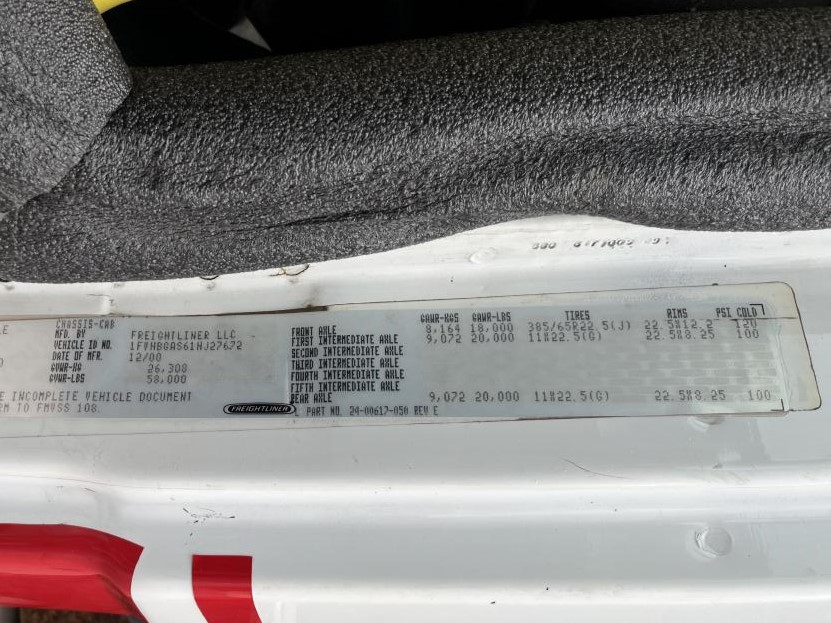 CHASSIS-CAB
MFD. BY FREIGHTLINER LLC
VEHICLE ID NO. 1FVHBGAS61HJ27672
DATE OF MFR. 12/00
GVWR-KG 26,308
GVWR-LBS 58,000
E INCOMPLETE VEHICLE DOCUMENT
RM TO FMVSS 108.
FREIGHTLINER
GAWR-KGS GAWR-LBS TIRES RIMS PSI COLD
FRONT AXLE 8,164 18,000 385/65R22.5(J) 22.5X12.2 120
FIRST INTERMEDIATE AXLE 9,072 20,000 11R22.5(G) 22.5X8.25 100
SECOND INTERMEDIATE AXLE
THIRD INTERMEDIATE AXLE
FOURTH INTERMEDIATE AXLE
FIFTH INTERMEDIATE AXLE
REAR AXLE 9,072 20,000 11R22.5(G) 22.5X8.25 100
PART NO. 24-00617-050 REV E